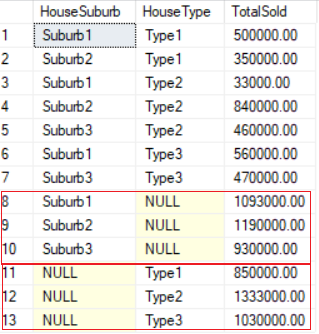 HouseSuburb HouseType TotalSold
1 Suburb1 Type1 500000.00
2 Suburb2 Type1 350000.00
3 Suburb1 Type2 33000.00
4 Suburb2 Type2 840000.00
5 Suburb3 Type2 460000.00
6 Suburb1 Type3 560000.00
7 Suburb3 Type3 470000.00
8 Suburb1 NULL 1093000.00
9 Suburb2 NULL 1190000.00
10 Suburb3 NULL 930000.00
11 NULL Type1 850000.00
12 NULL Type2 1333000.00
13 NULL Type3 1030000.00